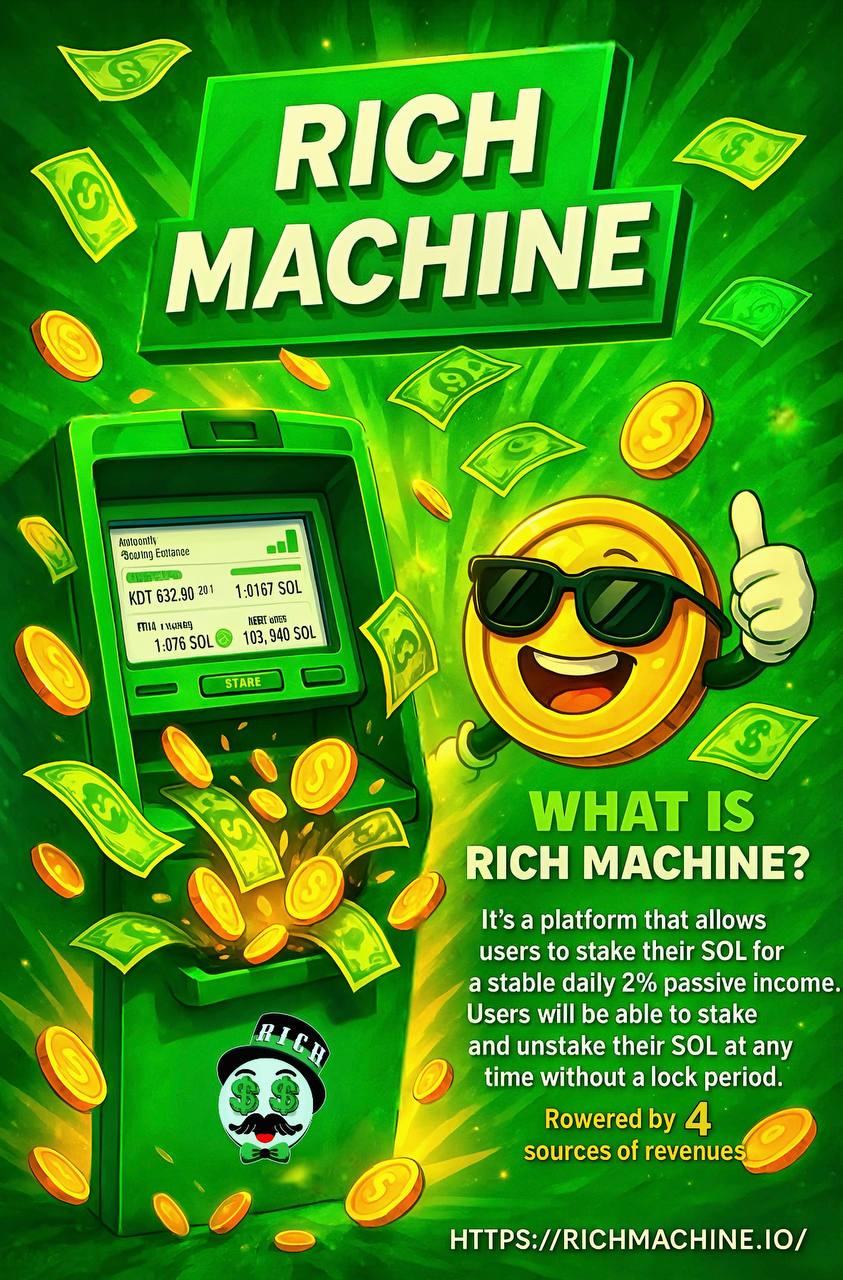 RICH
MACHINE
KDT 632.90 201
1:0167 SOL
1:076 SOL
103, 940 SOL
STARE
WHAT IS
RICH MACHINE?
It's a platform that allows
users to stake their SOL for
a stable daily 2% passive income.
Users will be able to stake
and unstake their SOL at any
time without a lock period.
Rowered by 4
sources of revenues
RICH
HTTPS://RICHMACHINE.IO/